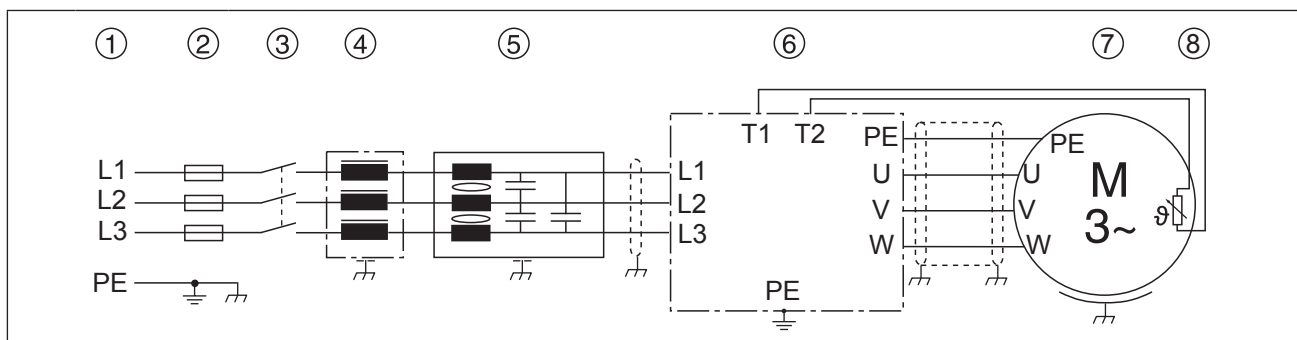 ① ② ③ ④ ⑤ ⑥ ⑦ ⑧
T1 T2
PE PE
L1 L1 U U M
L2 L2 V V 3~
L3 L3 W W ϑ
PE PE